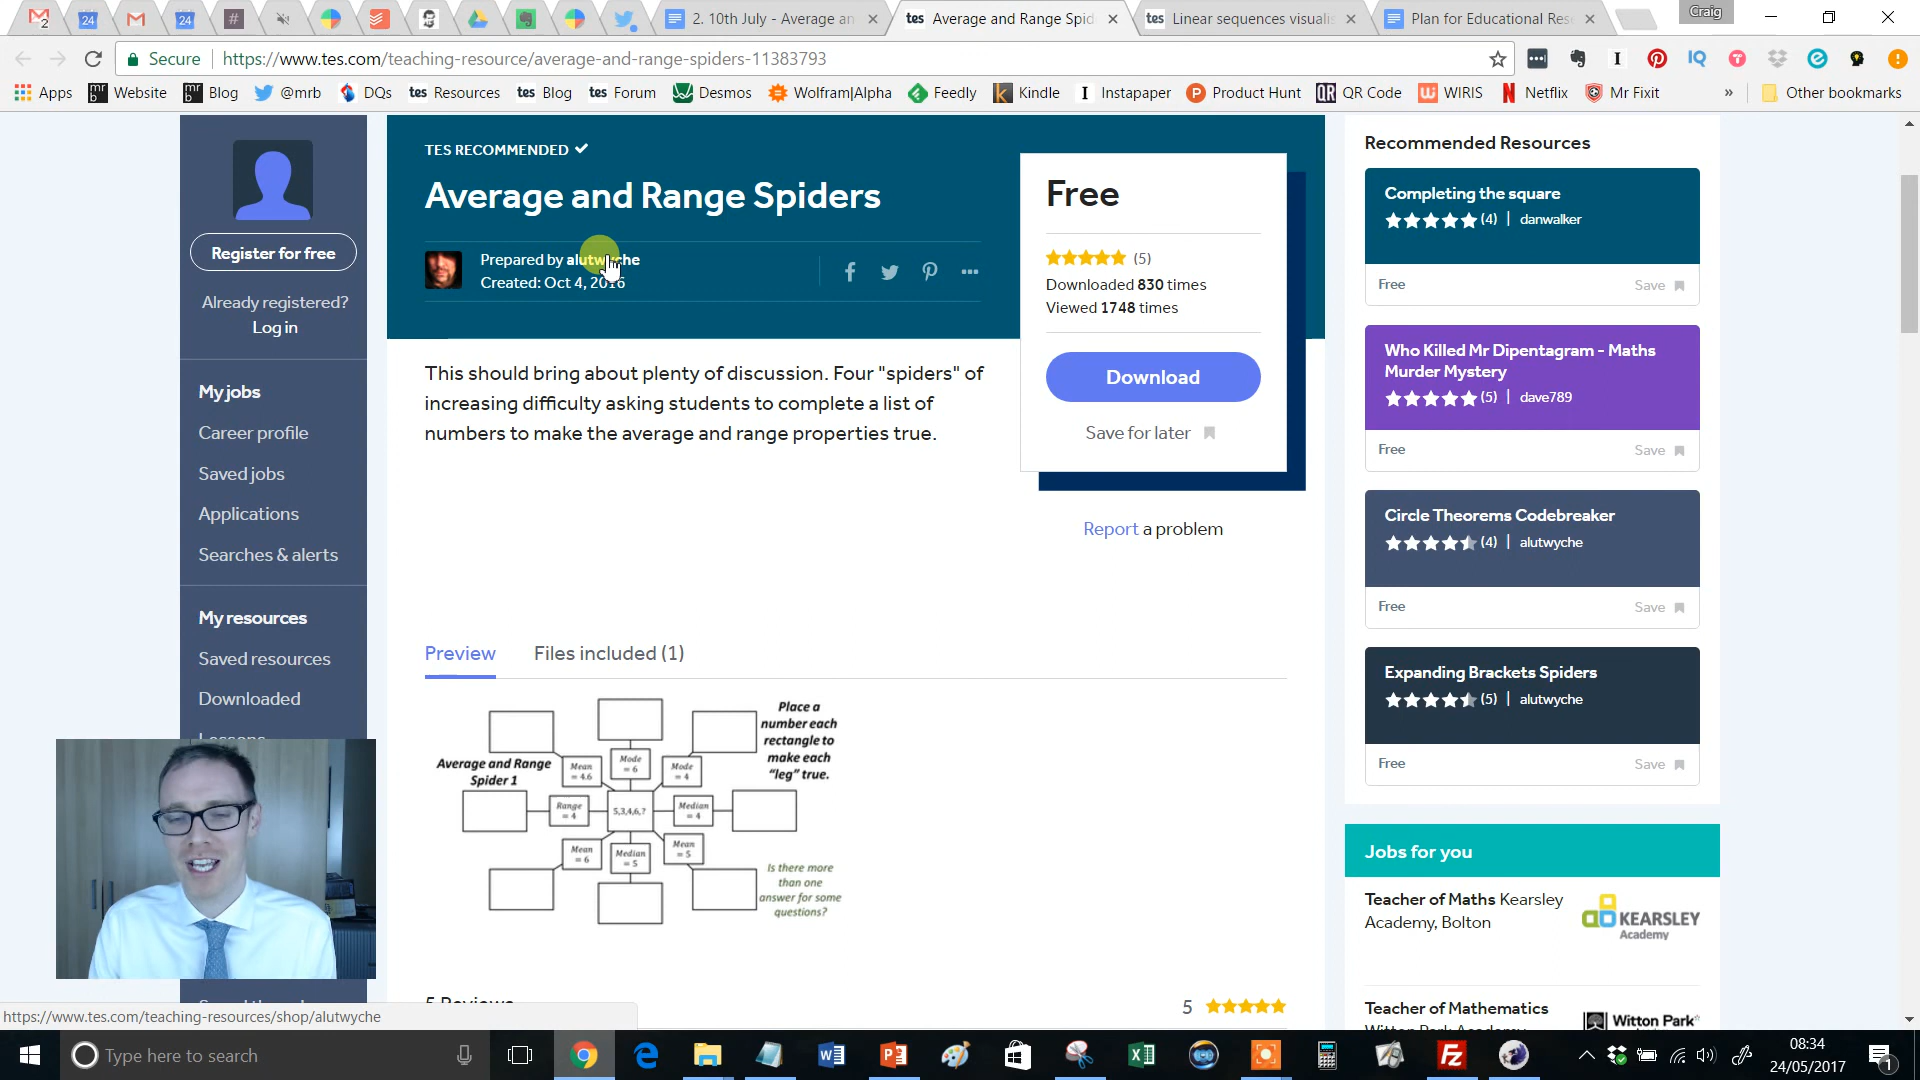 2. 10th July - Average an
Average and Range Spid
Linear sequences visualis
Plan for Educational Res
Craig
Secure
https://www.tes.com/teaching-resource/average-and-range-spiders-11383793
Apps
Website
Blog
@mrb
DQs
tes Resources
tes Blog
tes Forum
Desmos
Wolfram|Alpha
Feedly
Kindle
Instapaper
Product Hunt
QR Code
WIRIS
Netflix
Mr Fixit
»
Other bookmarks
Register for free
Already registered?
Log in
My jobs
Career profile
Saved jobs
Applications
Searches & alerts
My resources
Saved resources
Downloaded
TES RECOMMENDED
Average and Range Spiders
Prepared by alutwyche
Created: Oct 4, 2016
Free
(5)
Downloaded 830 times
Viewed 1748 times
Download
Save for later
Report a problem
This should bring about plenty of discussion. Four "spiders" of
increasing difficulty asking students to complete a list of
numbers to make the average and range properties true.
Preview
Files included (1)
Average and Range
Spider 1
Place a
number each
rectangle to
make each
"leg" true.
Mean
= 4.6
Mode
= 6
Mode
= 4
Range
= 4
5,3,4,6,?
Median
= 4
Mean
= 6
Median
= 5
Mean
= 5
Is there more
than one
answer for some
questions?
5 Reviews
5
Recommended Resources
Completing the square
(4) | danwalker
Free
Save
Who Killed Mr Dipentagram - Maths
Murder Mystery
(5) | dave789
Free
Save
Circle Theorems Codebreaker
(4) | alutwyche
Free
Save
Expanding Brackets Spiders
(5) | alutwyche
Free
Save
Jobs for you
Teacher of Maths Kearsley
Academy, Bolton
KEARSLEY
Academy
Teacher of Mathematics
Witton Park Academy
Witton Park
https://www.tes.com/teaching-resources/shop/alutwyche
Type here to search
08:34
24/05/2017
1